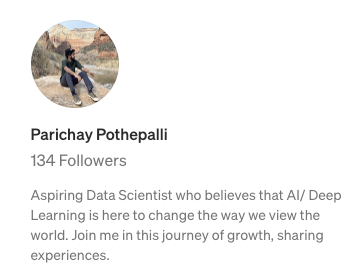 Parichay Pothepalli
134 Followers
Aspiring Data Scientist who believes that AI/ Deep
Learning is here to change the way we view the
world. Join me in this journey of growth, sharing
experiences.